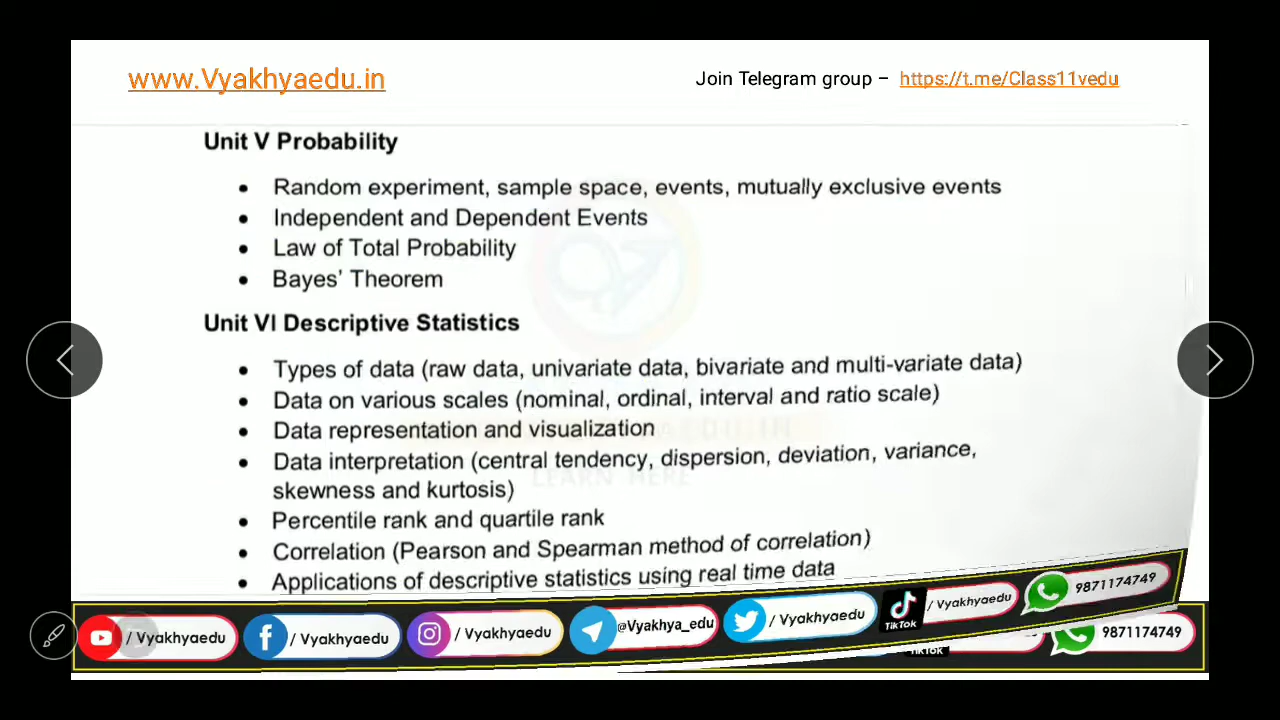 www.Vyakhyaedu.in
Join Telegram group – https://t.me/Class11vedu
Unit V Probability
• Random experiment, sample space, events, mutually exclusive events
• Independent and Dependent Events
• Law of Total Probability
• Bayes' Theorem
Unit VI Descriptive Statistics
• Types of data (raw data, univariate data, bivariate and multi-variate data)
• Data on various scales (nominal, ordinal, interval and ratio scale)
• Data representation and visualization
• Data interpretation (central tendency, dispersion, deviation, variance,
skewness and kurtosis)
• Percentile rank and quartile rank
• Correlation (Pearson and Spearman method of correlation)
• Applications of descriptive statistics using real time data
LEARN HERE
/ Vyakhyaedu
/ Vyakhyaedu
/ Vyakhyaedu
@Vyakhya_edu
/ Vyakhyaedu
TikTok
/ Vyakhyaedu
9871174749
TikTok
9871174749